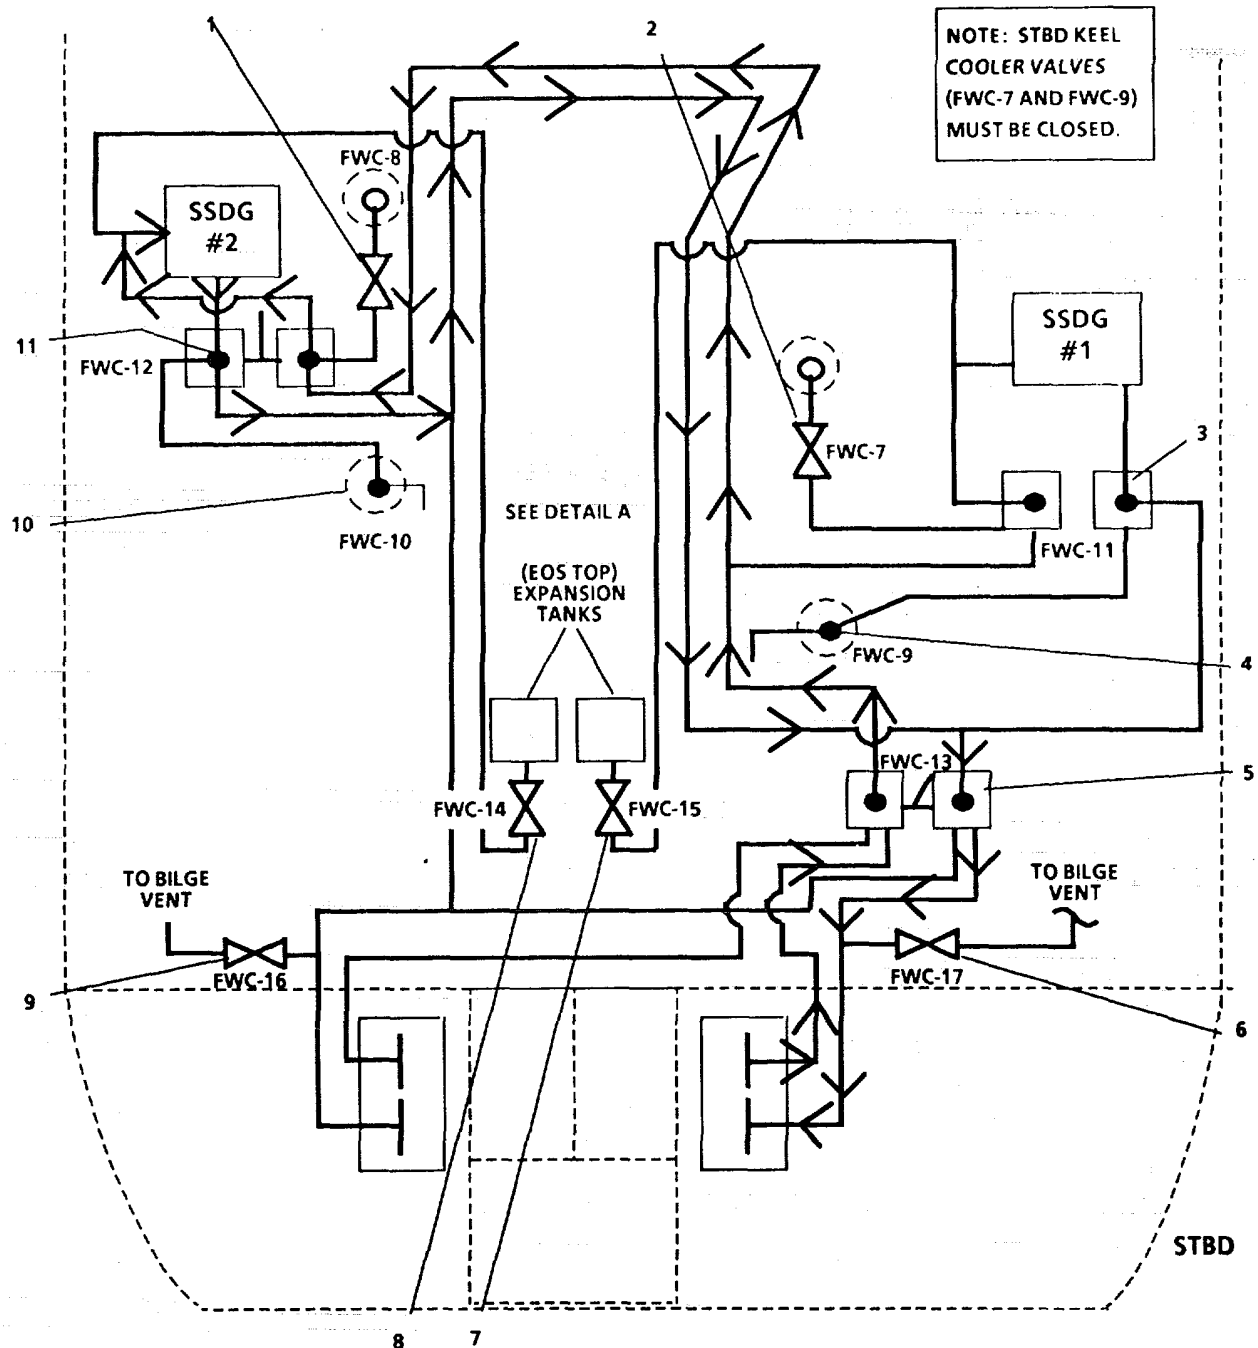 1
2
NOTE: STBD KEEL
COOLER VALVES
(FWC-7 AND FWC-9)
MUST BE CLOSED.
FWC-8
SSDG
#2
SSDG
#1
11
FWC-12
FWC-7
3
10
FWC-10
SEE DETAIL A
FWC-11
(EOS TOP)
EXPANSION
TANKS
FWC-9
4
FWC-13
5
FWC-14
FWC-15
TO BILGE
VENT
TO BILGE
VENT
FWC-16
FWC-17
9
6
STBD
8
7